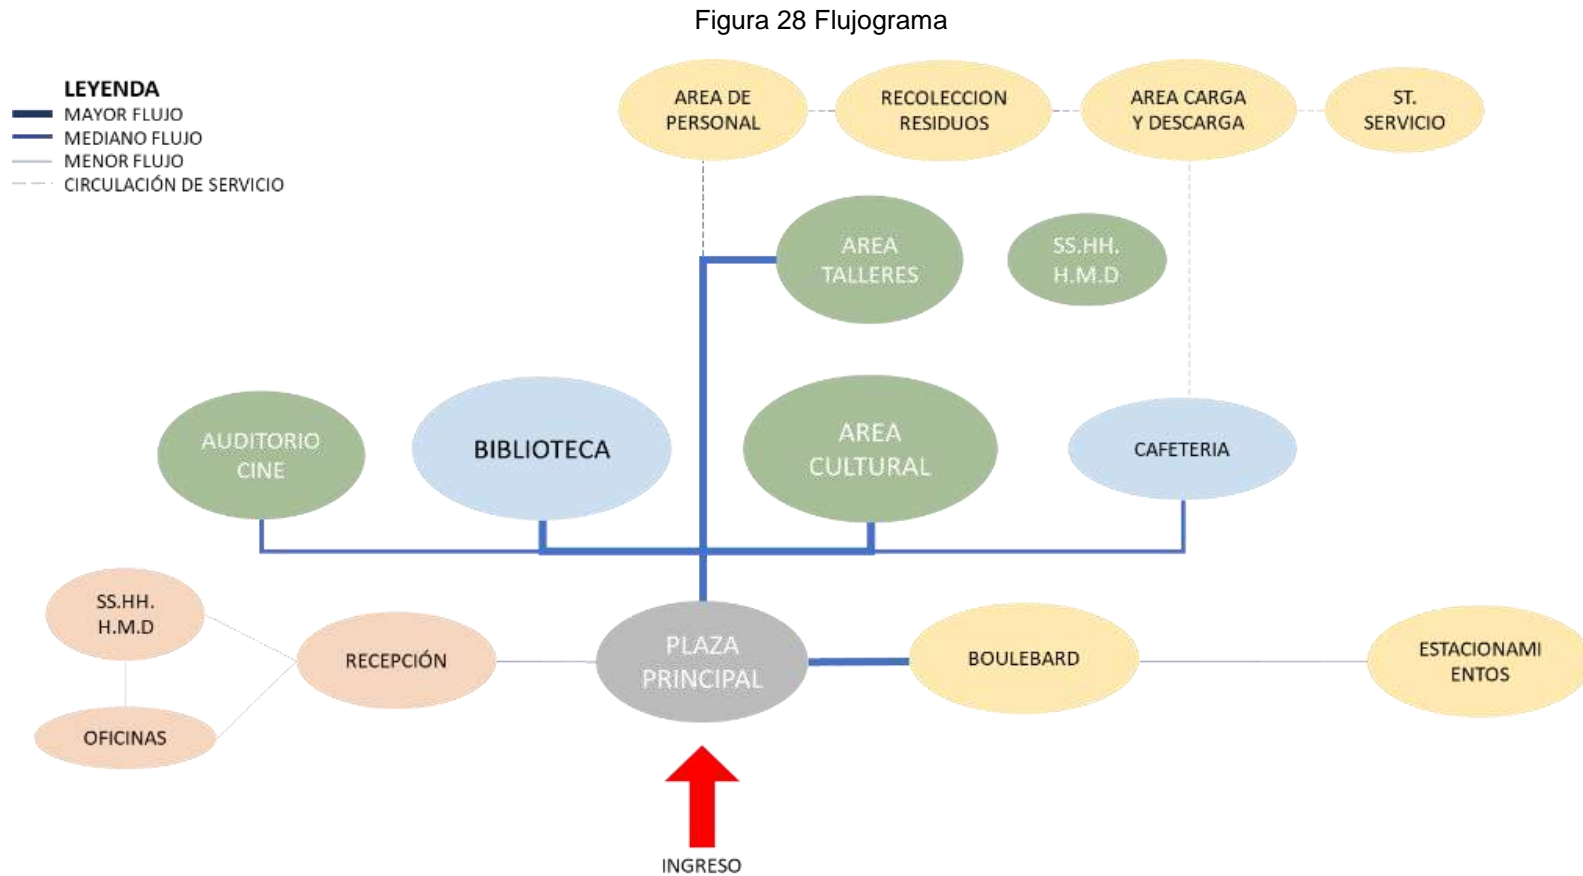 Figura 28 Flujograma
LEYENDA
MAYOR FLUJO
MEDIANO FLUJO
MENOR FLUJO
CIRCULACIÓN DE SERVICIO
AREA DE
PERSONAL
RECOLECCION
RESIDUOS
AREA CARGA
Y DESCARGA
ST.
SERVICIO
AREA
TALLERES
SS.HH.
H.M.D
AUDITORIO
CINE
BIBLIOTECA
AREA
CULTURAL
CAFETERIA
SS.HH.
H.M.D
RECEPCIÓN
OFICINAS
PLAZA
PRINCIPAL
BOULEBARD
ESTACIONAMI
ENTOS
INGRESO